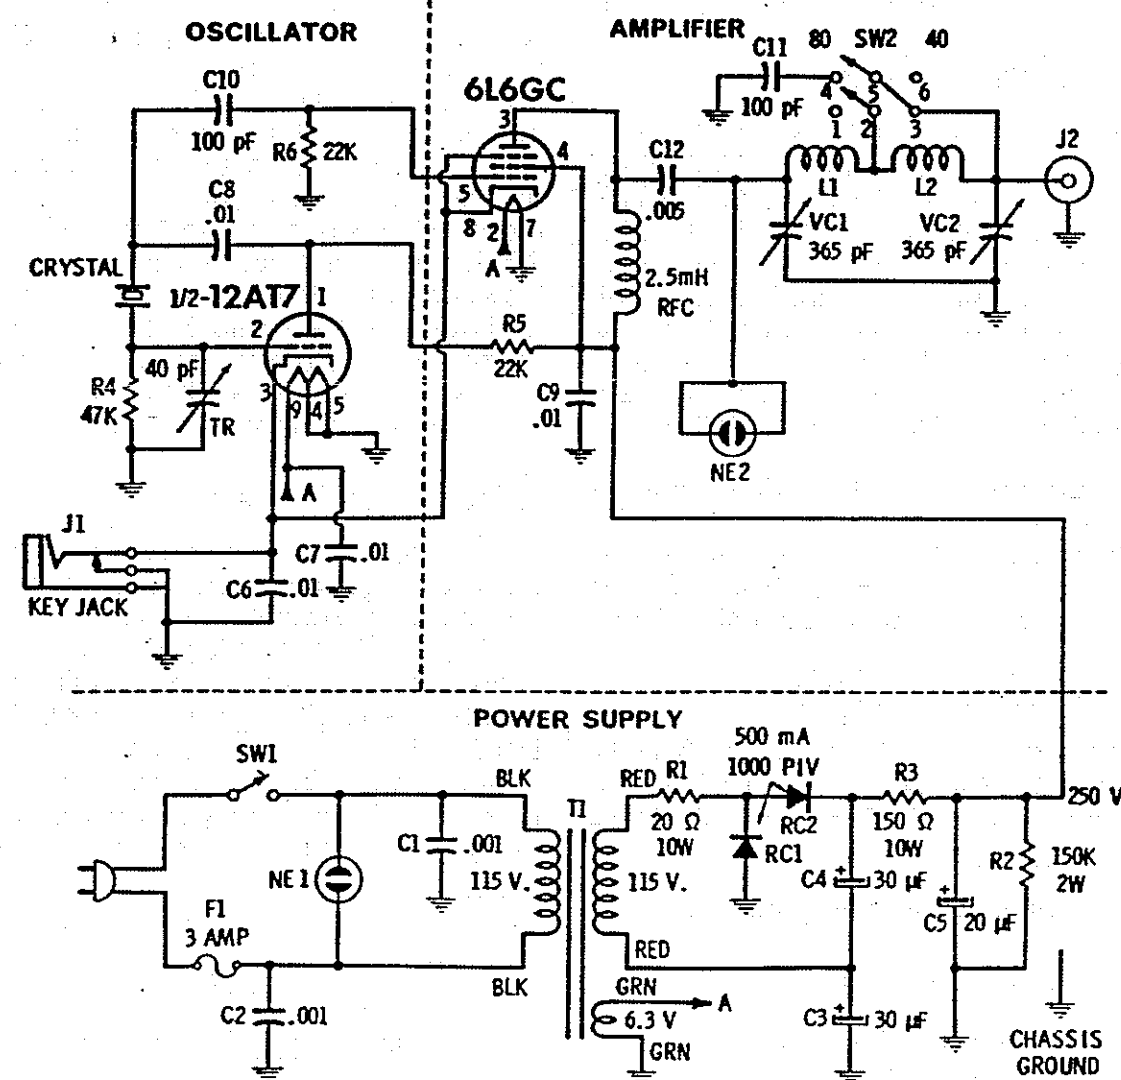 OSCILLATOR
AMPLIFIER
C10
100 pF
R6
22K
C8
.01
CRYSTAL
1/2-12AT7
1
2
3
9
4
5
40 pF
TR
R4
47K
A
J1
KEY JACK
C7
.01
C6
.01
6L6GC
3
4
5
8
2
7
A
R5
22K
C9
.01
C12
.005
2.5mH
RFC
C11
100 pF
80
SW2
40
4
5
6
1
2
3
L1
L2
VC1
365 pF
VC2
365 pF
J2
NE2
POWER SUPPLY
SW1
NE1
F1
3 AMP
C1
.001
C2
.001
BLK
115 V.
BLK
T1
RED
115 V.
RED
GRN
6.3 V
GRN
A
R1
20 Ω
10W
500 mA
1000 PIV
RC2
RC1
R3
150 Ω
10W
C4
30 µF
C3
30 µF
C5
20 µF
R2
150K
2W
250 V
CHASSIS
GROUND